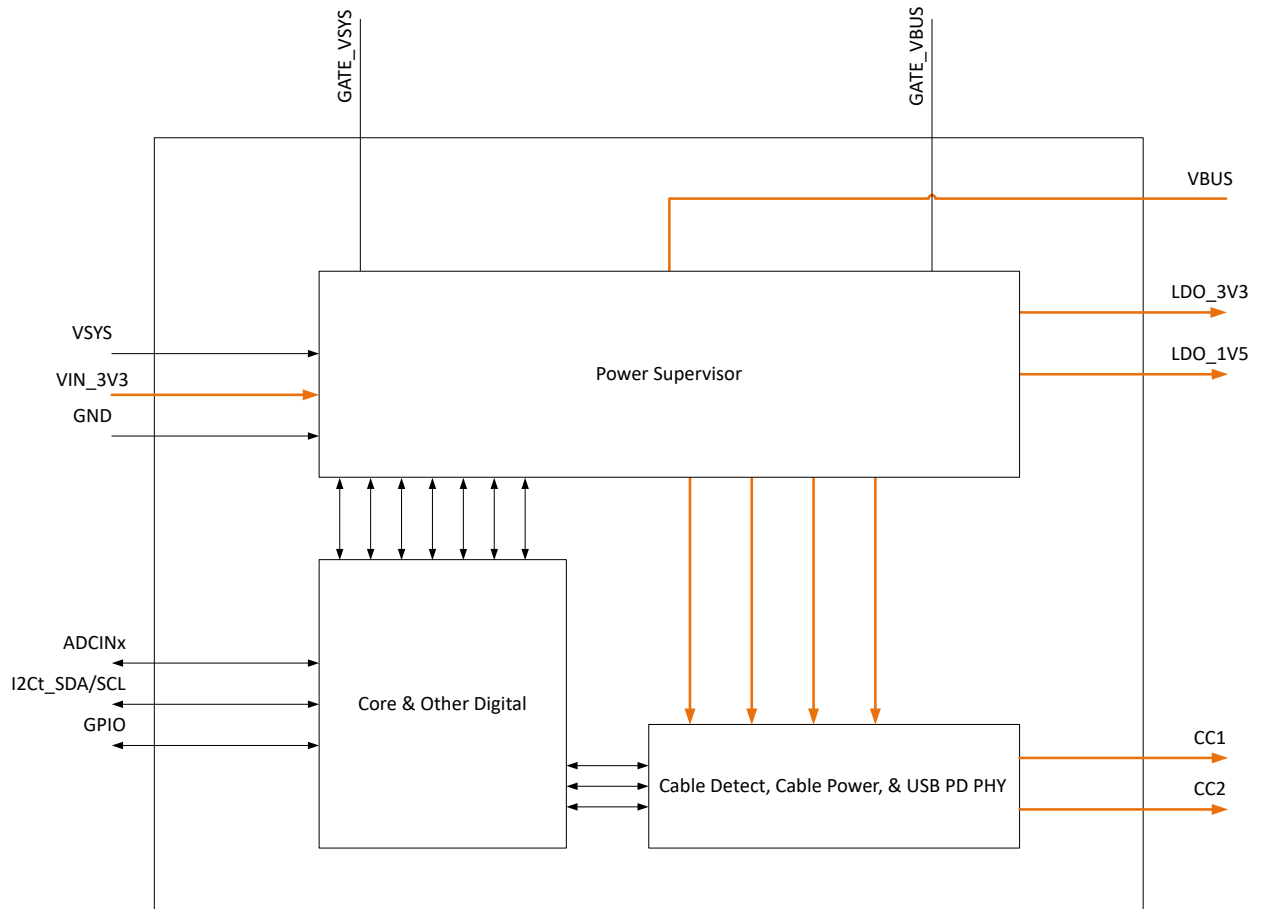 GATE_VSYS
GATE_VBUS
VBUS
LDO_3V3
LDO_1V5
VSYS
VIN_3V3
GND
Power Supervisor
ADCINx
I2Ct_SDA/SCL
GPIO
Core & Other Digital
Cable Detect, Cable Power, & USB PD PHY
CC1
CC2